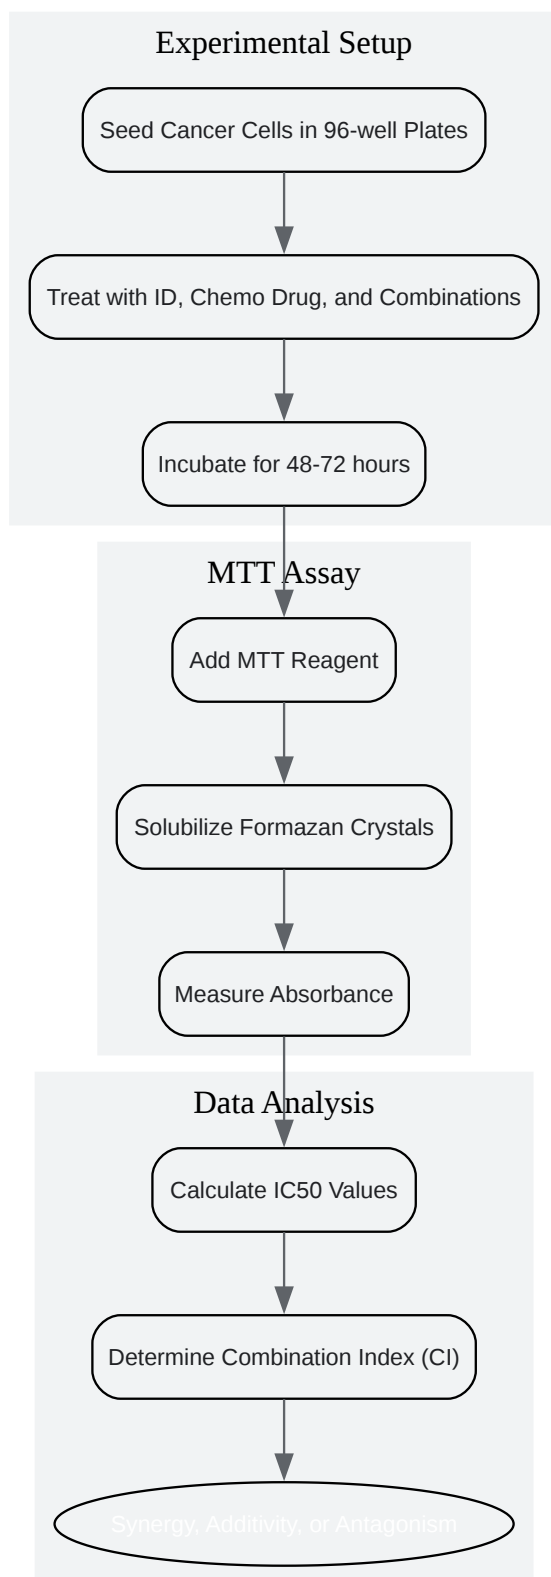 Experimental Setup
Seed Cancer Cells in 96-well Plates
Treat with ID, Chemo Drug, and Combinations
Incubate for 48-72 hours
MTT Assay
Add MTT Reagent
Solubilize Formazan Crystals
Measure Absorbance
Data Analysis
Calculate IC50 Values
Determine Combination Index (CI)
Synergy, Additivity, or Antagonism